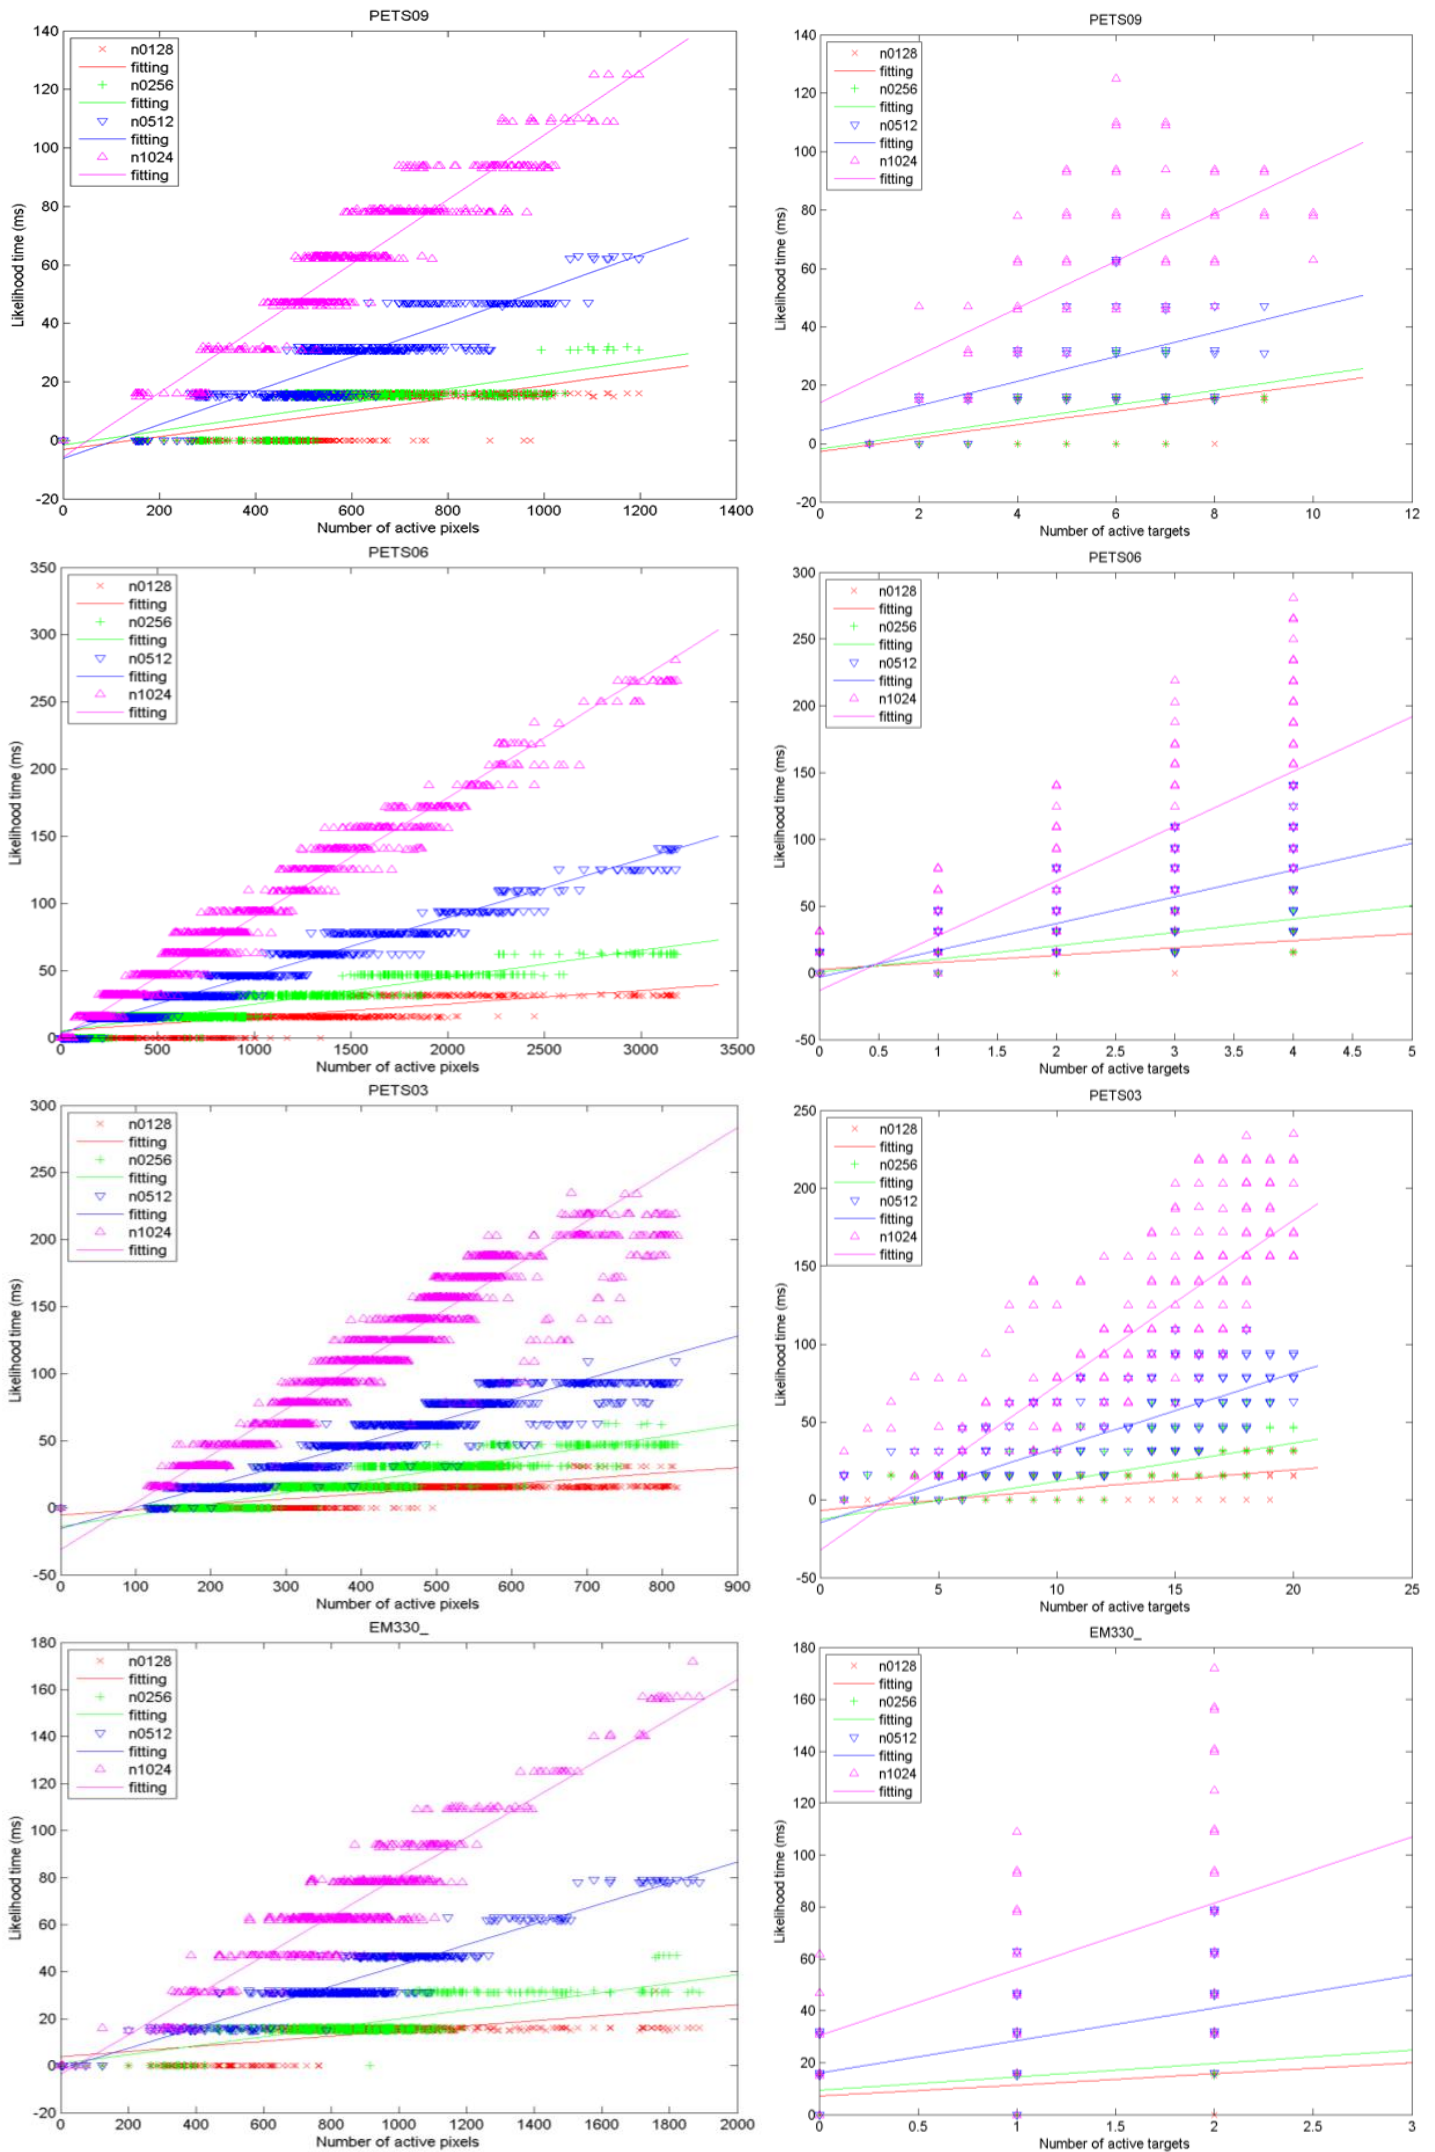 PETS09
140
120
100
80
60
40
20
0
-20
Likelihood time (ms)
n0128
fitting
n0256
fitting
n0512
fitting
n1024
fitting
0 200 400 600 800 1000 1200 1400
Number of active pixels
PETS09
140
120
100
80
60
40
20
0
-20
Likelihood time (ms)
n0128
fitting
n0256
fitting
n0512
fitting
n1024
fitting
0 2 4 6 8 10 12
Number of active targets
PETS06
350
300
250
200
150
100
50
0
Likelihood time (ms)
n0128
fitting
n0256
fitting
n0512
fitting
n1024
fitting
0 500 1000 1500 2000 2500 3000 3500
Number of active pixels
PETS06
300
250
200
150
100
50
0
-50
Likelihood time (ms)
n0128
fitting
n0256
fitting
n0512
fitting
n1024
fitting
0 0.5 1 1.5 2 2.5 3 3.5 4 4.5 5
Number of active targets
PETS03
300
250
200
150
100
50
0
-50
Likelihood time (ms)
n0128
fitting
n0256
fitting
n0512
fitting
n1024
fitting
0 100 200 300 400 500 600 700 800 900
Number of active pixels
PETS03
250
200
150
100
50
0
-50
Likelihood time (ms)
n0128
fitting
n0256
fitting
n0512
fitting
n1024
fitting
0 5 10 15 20 25
Number of active targets
EM330_
180
160
140
120
100
80
60
40
20
0
-20
Likelihood time (ms)
n0128
fitting
n0256
fitting
n0512
fitting
n1024
fitting
0 200 400 600 800 1000 1200 1400 1600 1800 2000
Number of active pixels
EM330_
180
160
140
120
100
80
60
40
20
0
Likelihood time (ms)
n0128
fitting
n0256
fitting
n0512
fitting
n1024
fitting
0 0.5 1 1.5 2 2.5 3
Number of active targets